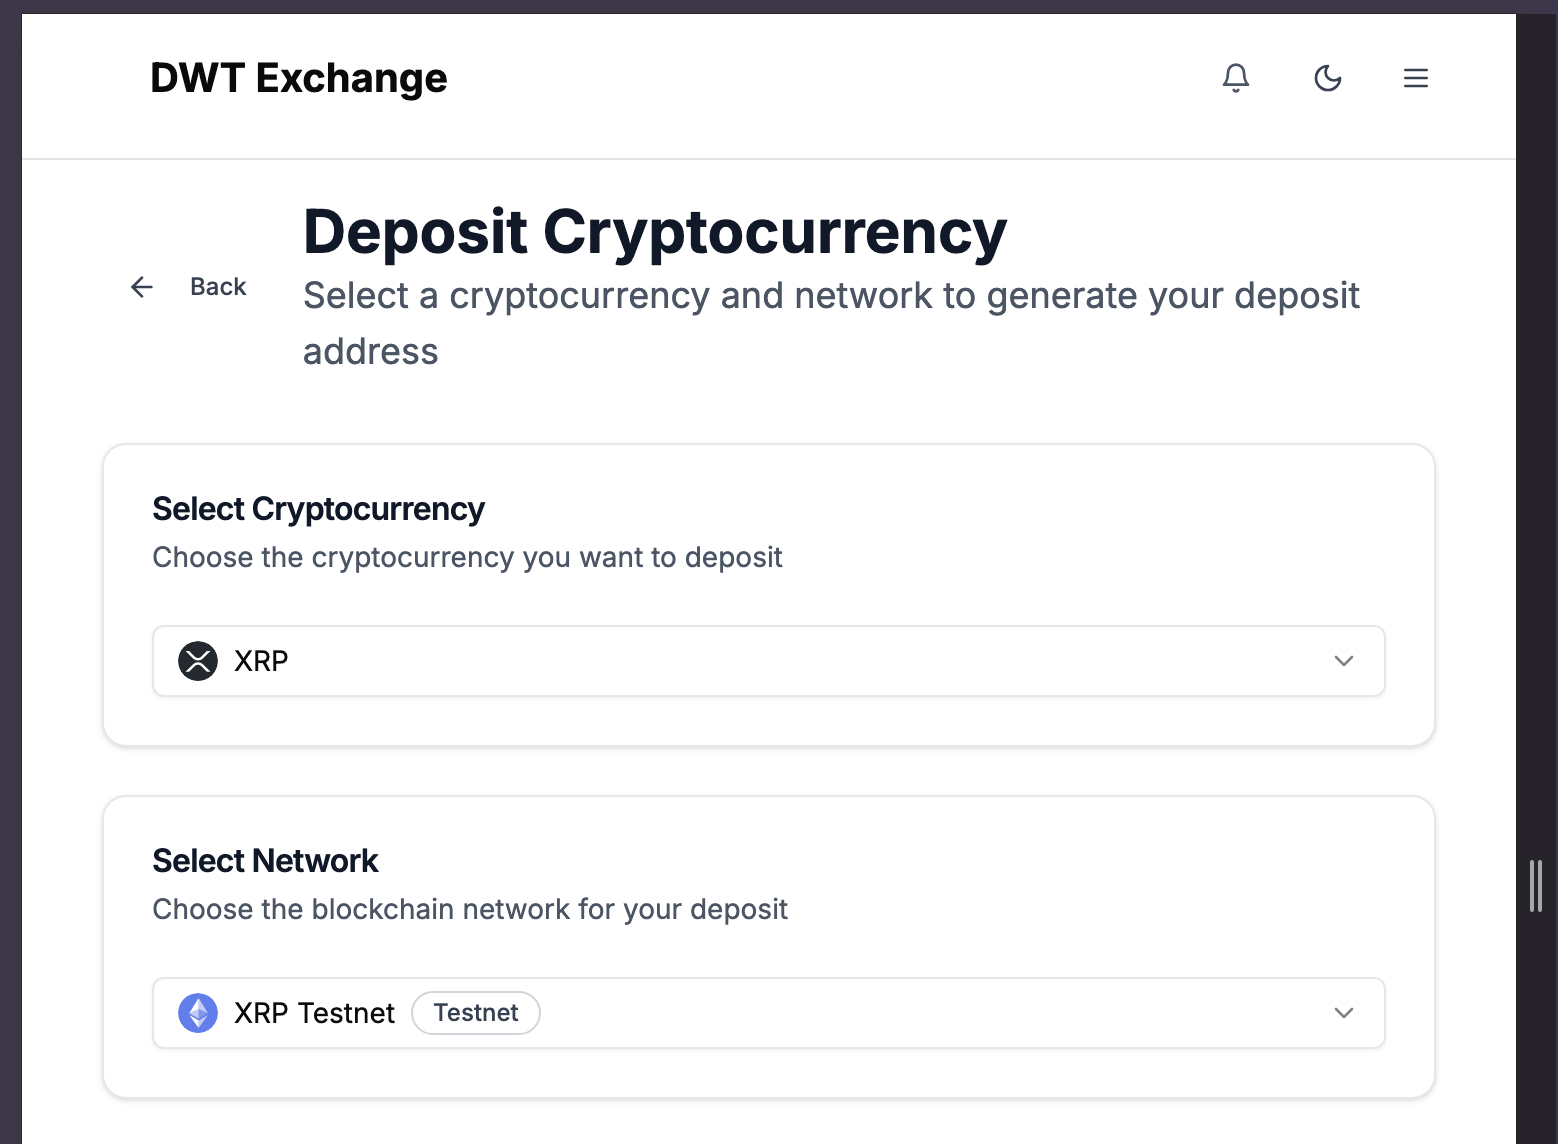 DWT Exchange
Back
Deposit Cryptocurrency
Select a cryptocurrency and network to generate your deposit
address
Select Cryptocurrency
Choose the cryptocurrency you want to deposit
XRP
Select Network
Choose the blockchain network for your deposit
XRP Testnet Testnet